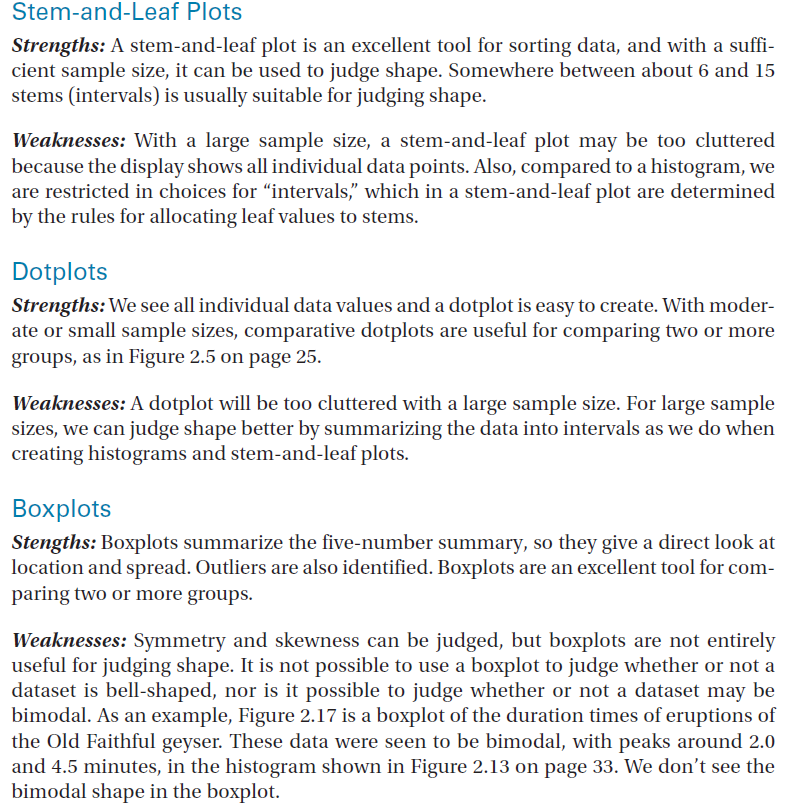 Stem-and-Leaf Plots
Strengths: A stem-and-leaf plot is an excellent tool for sorting data, and with a suffi-
cient sample size, it can be used to judge shape. Somewhere between about 6 and 15
stems (intervals) is usually suitable for judging shape.
Weaknesses: With a large sample size, a stem-and-leaf plot may be too cluttered
because the display shows all individual data points. Also, compared to a histogram, we
are restricted in choices for “intervals,” which in a stem-and-leaf plot are determined
by the rules for allocating leaf values to stems.
Dotplots
Strengths: We see all individual data values and a dotplot is easy to create. With moder-
ate or small sample sizes, comparative dotplots are useful for comparing two or more
groups, as in Figure 2.5 on page 25.
Weaknesses: A dotplot will be too cluttered with a large sample size. For large sample
sizes, we can judge shape better by summarizing the data into intervals as we do when
creating histograms and stem-and-leaf plots.
Boxplots
Stengths: Boxplots summarize the five-number summary, so they give a direct look at
location and spread. Outliers are also identified. Boxplots are an excellent tool for com-
paring two or more groups.
Weaknesses: Symmetry and skewness can be judged, but boxplots are not entirely
useful for judging shape. It is not possible to use a boxplot to judge whether or not a
dataset is bell-shaped, nor is it possible to judge whether or not a dataset may be
bimodal. As an example, Figure 2.17 is a boxplot of the duration times of eruptions of
the Old Faithful geyser. These data were seen to be bimodal, with peaks around 2.0
and 4.5 minutes, in the histogram shown in Figure 2.13 on page 33. We don’t see the
bimodal shape in the boxplot.